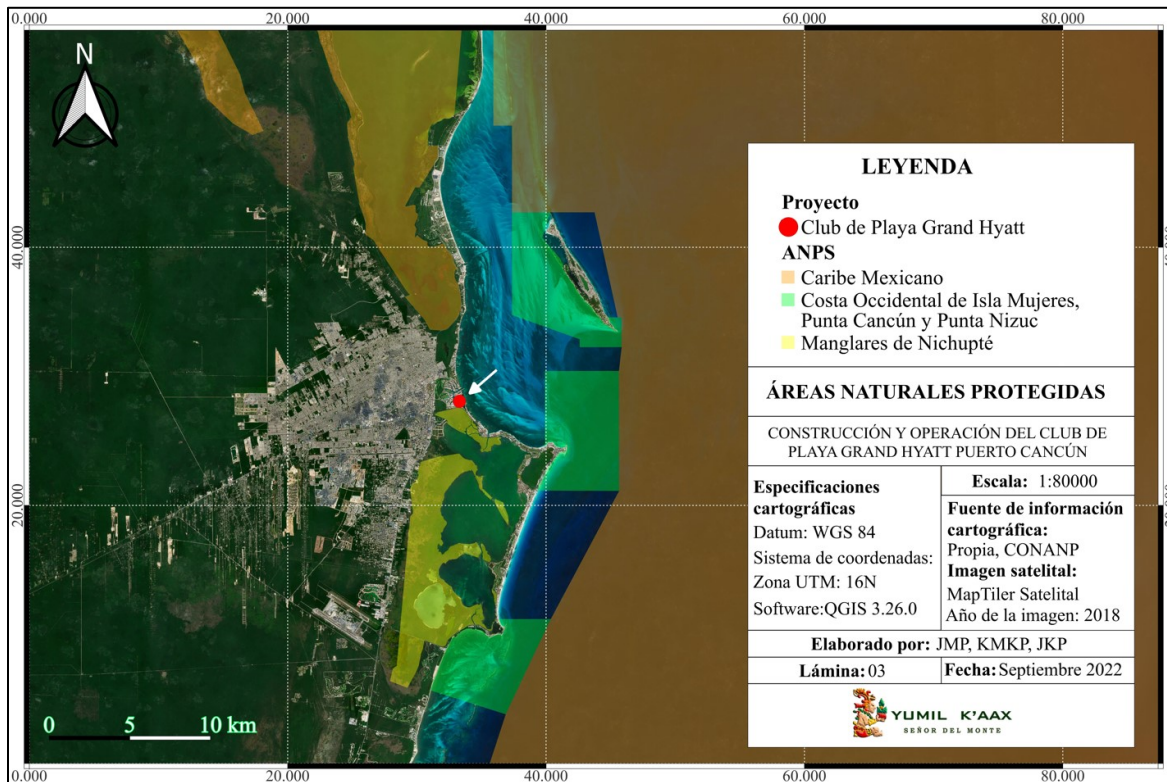 0.000 20.000 40.000 60.000 80.000
N
40.000
20.000
LEYENDA
Proyecto
Club de Playa Grand Hyatt
ANPS
Caribe Mexicano
Costa Occidental de Isla Mujeres,
Punta Cancún y Punta Nizuc
Manglares de Nichupté
ÁREAS NATURALES PROTEGIDAS
CONSTRUCCIÓN Y OPERACIÓN DEL CLUB DE
PLAYA GRAND HYATT PUERTO CANCÚN
Especificaciones
cartográficas
Datum: WGS 84
Sistema de coordenadas:
Zona UTM: 16N
Software:QGIS 3.26.0
Escala: 1:80000
Fuente de información
cartográfica:
Propia, CONANP
Imagen satelital:
MapTiler Satelital
Año de la imagen: 2018
Elaborado por: JMP, KMKP, JKP
Lámina: 03
Fecha: Septiembre 2022
YUMIL K'AAX
SEÑOR DEL MONTE
0 5 10 km
0.000 20.000 40.000 60.000 80.000